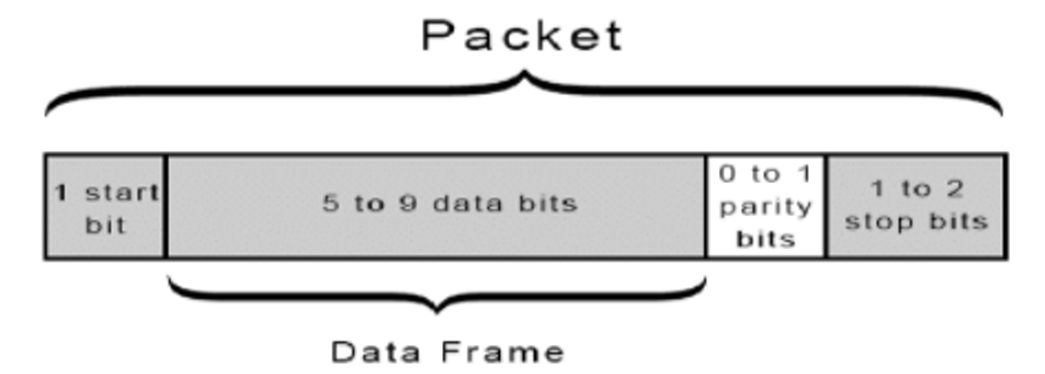 Packet
1 start
bit
5 to 9 data bits
0 to 1
parity
bits
1 to 2
stop bits
Data Frame